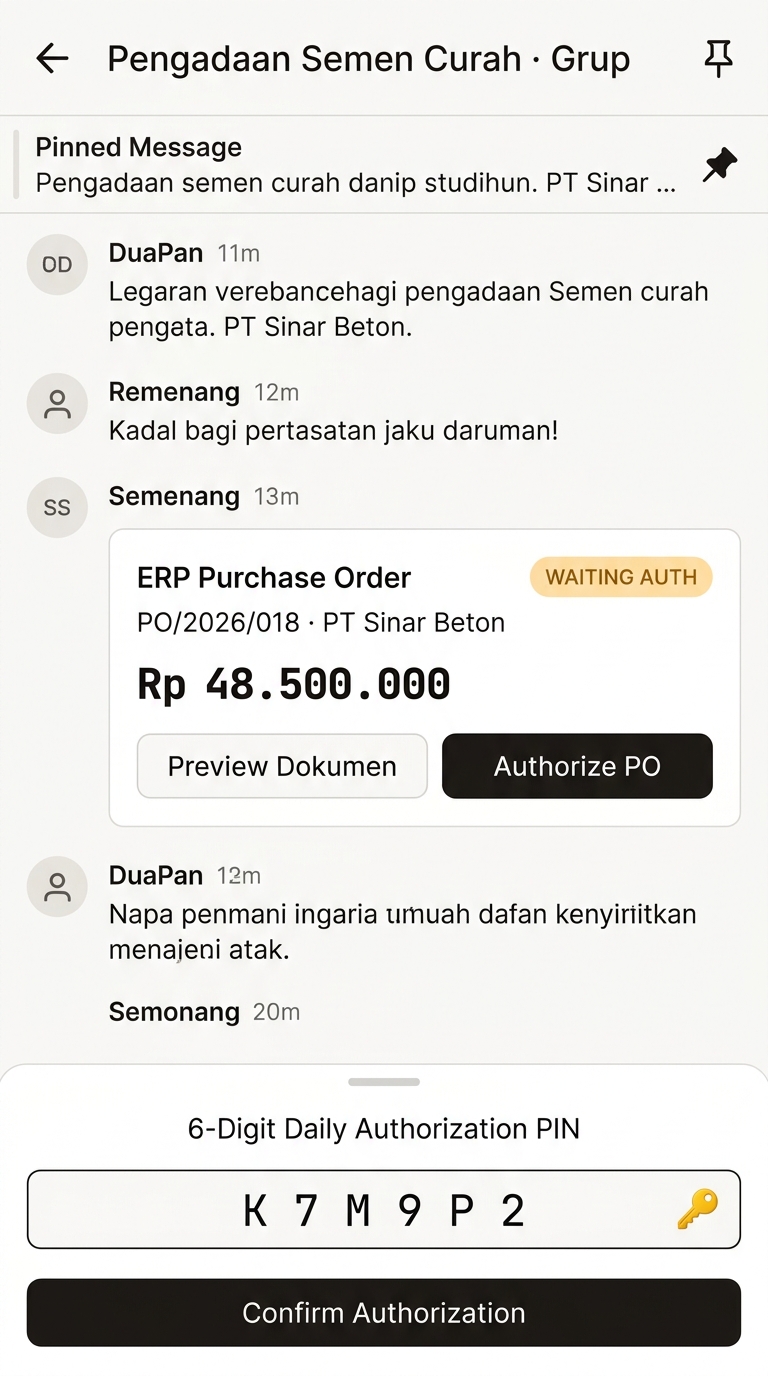 Pengadaan Semen Curah · Grup
Pinned Message
Pengadaan semen curah danip studihun. PT Sinar ...
OD
DuaPan 11m
Legaran verebancehagi pengadaan Semen curah
pengata. PT Sinar Beton.
Remenang 12m
Kadal bagi pertasatan jaku daruman!
SS
Semenang 13m
ERP Purchase Order
WAITING AUTH
PO/2026/018 · PT Sinar Beton
Rp 48.500.000
Preview Dokumen
Authorize PO
DuaPan 12m
Napa penmani ingaria umuah dafan
menajeni atak.
Semonang 20m
6-Digit Daily Authorization PIN
K 7 M 9 P 2
Confirm Authorization